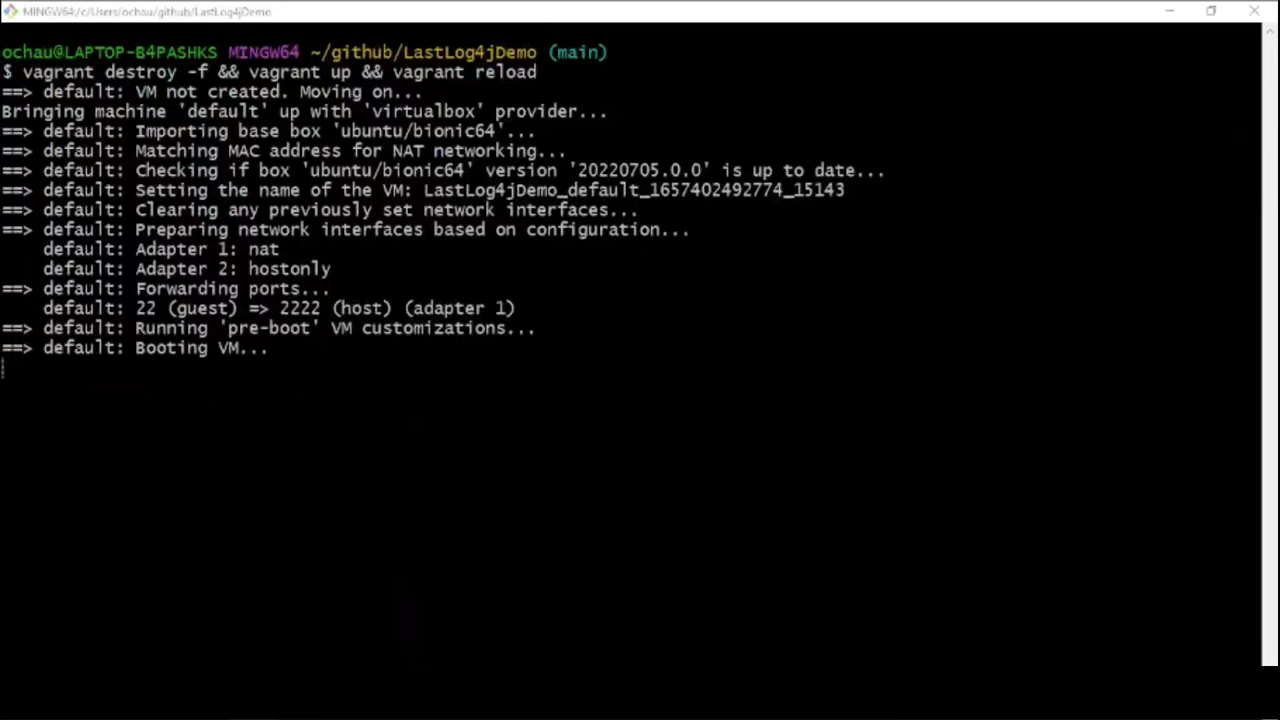 MINGW64:/c/Users/ochau/github/LastLog4jDemo
ochau@LAPTOP-B4PASHKS MINGW64 ~/github/LastLog4jDemo (main)
$ vagrant destroy -f && vagrant up && vagrant reload
==> default: VM not created. Moving on...
Bringing machine 'default' up with 'virtualbox' provider...
==> default: Importing base box 'ubuntu/bionic64'...
==> default: Matching MAC address for NAT networking...
==> default: Checking if box 'ubuntu/bionic64' version '20220705.0.0' is up to date...
==> default: Setting the name of the VM: LastLog4jDemo_default_1657402492774_15143
==> default: Clearing any previously set network interfaces...
==> default: Preparing network interfaces based on configuration...
    default: Adapter 1: nat
    default: Adapter 2: hostonly
==> default: Forwarding ports...
    default: 22 (guest) => 2222 (host) (adapter 1)
==> default: Running 'pre-boot' VM customizations...
==> default: Booting VM...